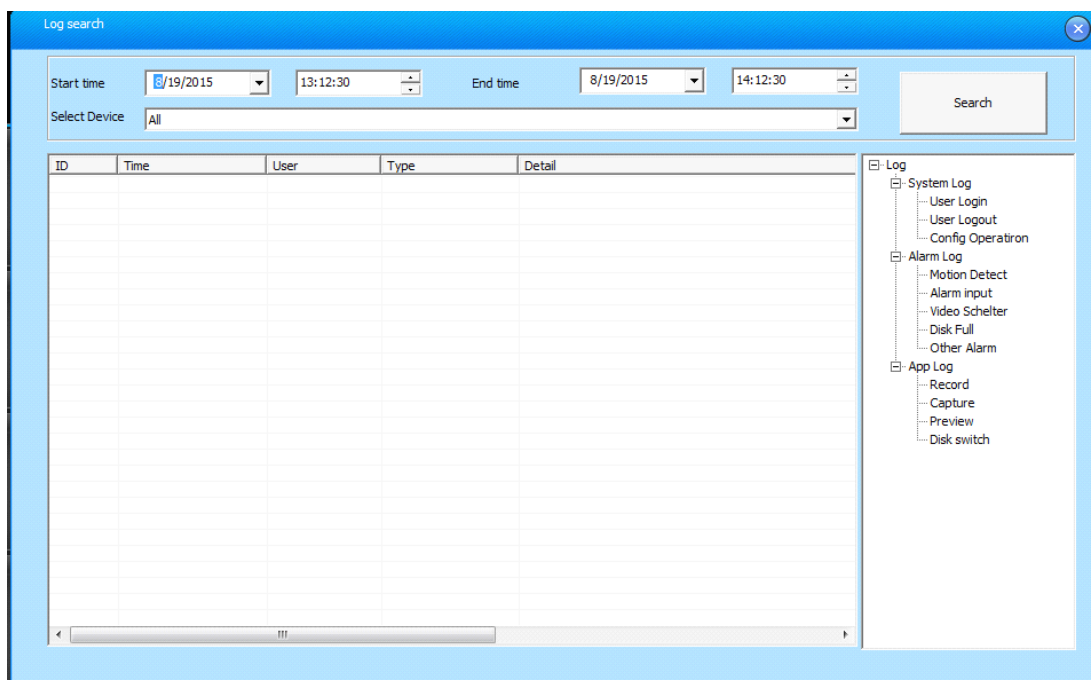 Log search
Start time 8/19/2015 13:12:30 End time 8/19/2015 14:12:30
Search
Select Device All
ID Time User Type Detail
Log
System Log
User Login
User Logout
Config Operatiron
Alarm Log
Motion Detect
Alarm input
Video Schelter
Disk Full
Other Alarm
App Log
Record
Capture
Preview
Disk switch